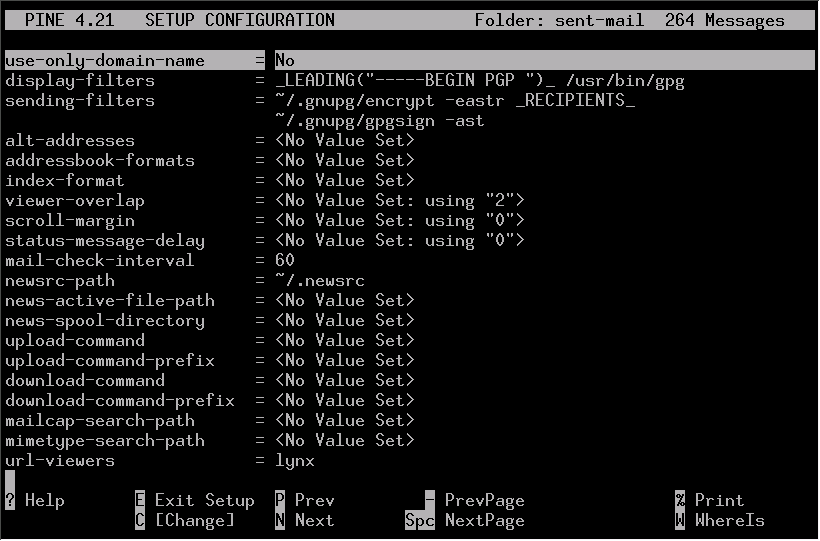 PINE 4.21   SETUP CONFIGURATION              Folder: sent-mail  264 Messages
use-only-domain-name     = No
display-filters          = _LEADING("-----BEGIN PGP ")_ /usr/bin/gpg
sending-filters          = ~/.gnupg/encrypt -eastr _RECIPIENTS_
                           ~/.gnupg/gpgsign -ast
alt-addresses            = <No Value Set>
addressbook-formats      = <No Value Set>
index-format             = <No Value Set>
viewer-overlap           = <No Value Set: using "2">
scroll-margin            = <No Value Set: using "0">
status-message-delay     = <No Value Set: using "0">
mail-check-interval      = 60
newsrc-path              = ~/.newsrc
news-active-file-path    = <No Value Set>
news-spool-directory     = <No Value Set>
upload-command           = <No Value Set>
upload-command-prefix    = <No Value Set>
download-command         = <No Value Set>
download-command-prefix  = <No Value Set>
mailcap-search-path      = <No Value Set>
mimetype-search-path     = <No Value Set>
url-viewers              = lynx
? Help       E Exit Setup  P Prev         - PrevPage               % Print
             C [Change]    N Next       Spc NextPage               W WhereIs